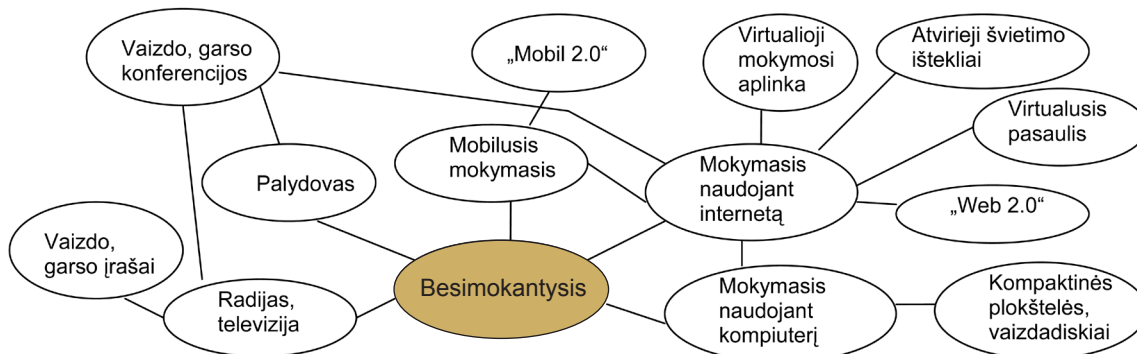 Vaizdo, garso
konferencijos
„Mobil 2.0“
Virtualioji
mokymosi
aplinka
Atvirieji švietimo
ištekliai
Virtualusis
pasaulis
Palydovas
Mobilusis
mokymasis
Mokymasis
naudojant
internetą
„Web 2.0“
Vaizdo,
garso įrašai
Radijas,
televizija
Besimokantysis
Mokymasis
naudojant
kompiuterį
Kompaktinės
plokštelės,
vaizdadiskiai